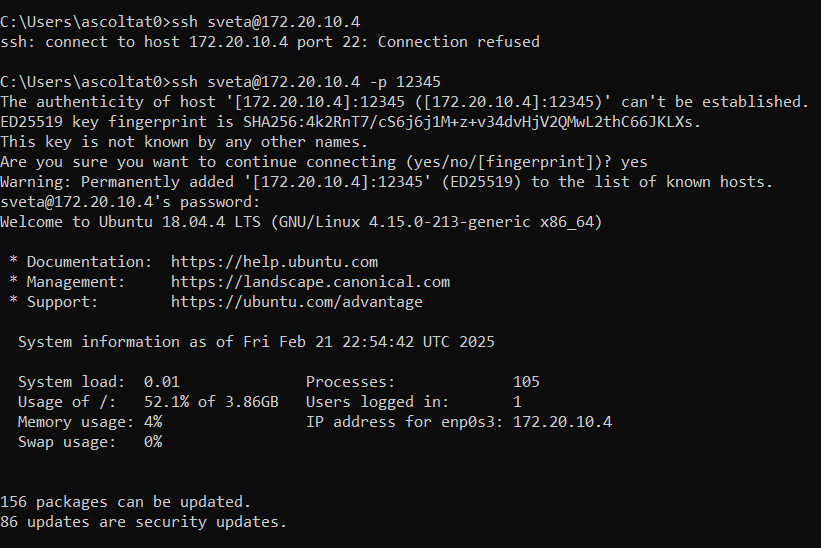 C:\Users\ascoltat0>ssh sveta@172.20.10.4
ssh: connect to host 172.20.10.4 port 22: Connection refused
C:\Users\ascoltat0>ssh sveta@172.20.10.4 -p 12345
The authenticity of host '[172.20.10.4]:12345 ([172.20.10.4]:12345)' can't be established.
ED25519 key fingerprint is SHA256:4k2RnT7/cS6j6j1M+z+v34dvHjV2QMwL2thC66JKLXs.
This key is not known by any other names.
Are you sure you want to continue connecting (yes/no/[fingerprint])? yes
Warning: Permanently added '[172.20.10.4]:12345' (ED25519) to the list of known hosts.
sveta@172.20.10.4's password:
Welcome to Ubuntu 18.04.4 LTS (GNU/Linux 4.15.0-213-generic x86_64)
* Documentation:  https://help.ubuntu.com
* Management:     https://landscape.canonical.com
* Support:        https://ubuntu.com/advantage
System information as of Fri Feb 21 22:54:42 UTC 2025
System load:  0.01               Processes:             105
Usage of /:   52.1% of 3.86GB   Users logged in:       1
Memory usage: 4%                IP address for enp0s3: 172.20.10.4
Swap usage:   0%
156 packages can be updated.
86 updates are security updates.